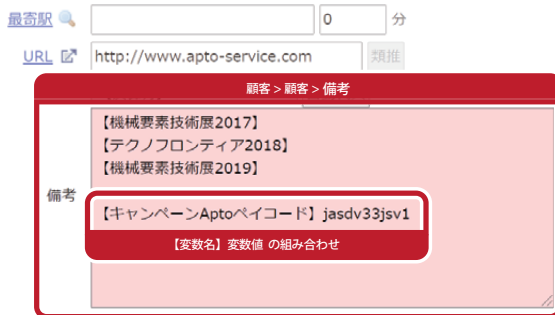 最寄駅 0 分
URL http://www.apto-service.com 類推
顧客 > 顧客 > 備考
備考
【機械要素技術展2017】
【テクノフロンティア2018】
【機械要素技術展2019】
【キャンペーンAptoペイコード】jasdv33jsv1
【変数名】変数値 の組み合わせ